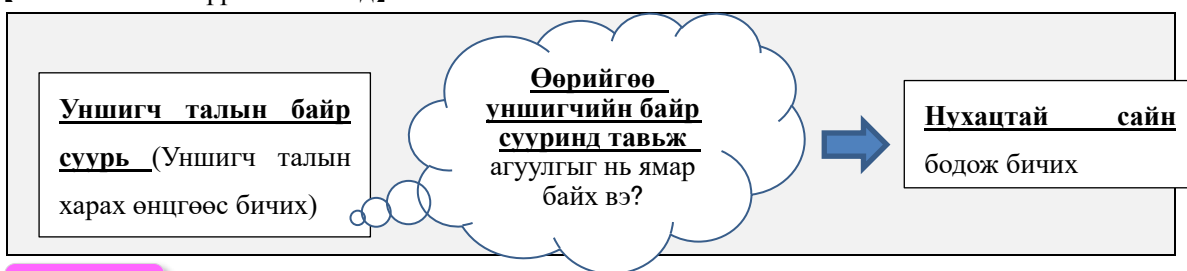 Уншигч талын байр
суурь (Уншигч талын
харах өнцгөөс бичих)
Өөрийгөө
уншигчийн байр
сууринд тавьж
агуулгыг нь ямар
байх вэ?
Нухацтай сайн
бодож бичих